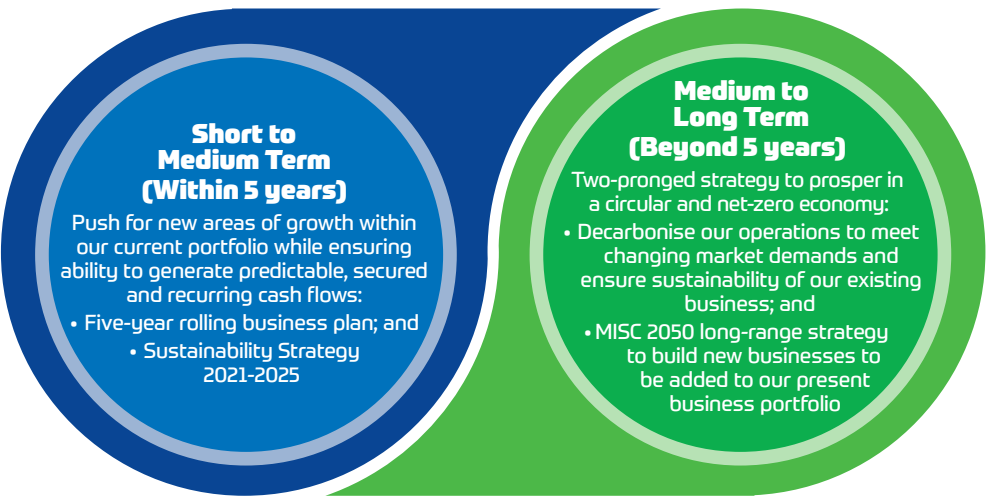 Short to
Medium Term
(Within 5 years)
Push for new areas of growth within
our current portfolio while ensuring
ability to generate predictable, secured
and recurring cash flows:
• Five-year rolling business plan; and
• Sustainability Strategy
2021-2025
Medium to
Long Term
(Beyond 5 years)
Two-pronged strategy to prosper in
a circular and net-zero economy:
• Decarbonise our operations to meet
changing market demands and
ensure sustainability of our existing
business; and
• MISC 2050 long-range strategy
to build new businesses to
be added to our present
business portfolio